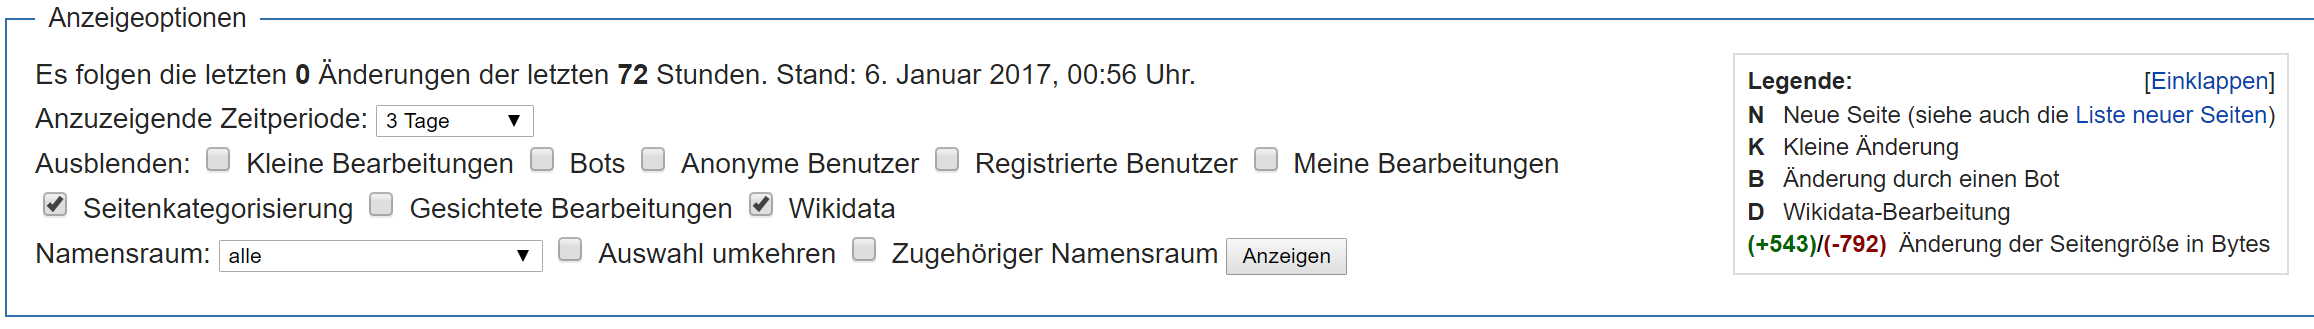 Anzeigeoptionen
Es folgen die letzten 0 Änderungen der letzten 72 Stunden. Stand: 6. Januar 2017, 00:56 Uhr.
Anzuzeigende Zeitperiode: 3 Tage
Ausblenden: Kleine Bearbeitungen Bots Anonyme Benutzer Registrierte Benutzer Meine Bearbeitungen
Seitenkategorisierung Gesichtete Bearbeitungen Wikidata
Namensraum: alle Auswahl umkehren Zugehöriger Namensraum Anzeigen
Legende: [Einklappen]
N Neue Seite (siehe auch die Liste neuer Seiten)
K Kleine Änderung
B Änderung durch einen Bot
D Wikidata-Bearbeitung
(+543)/(-792) Änderung der Seitengröße in Bytes